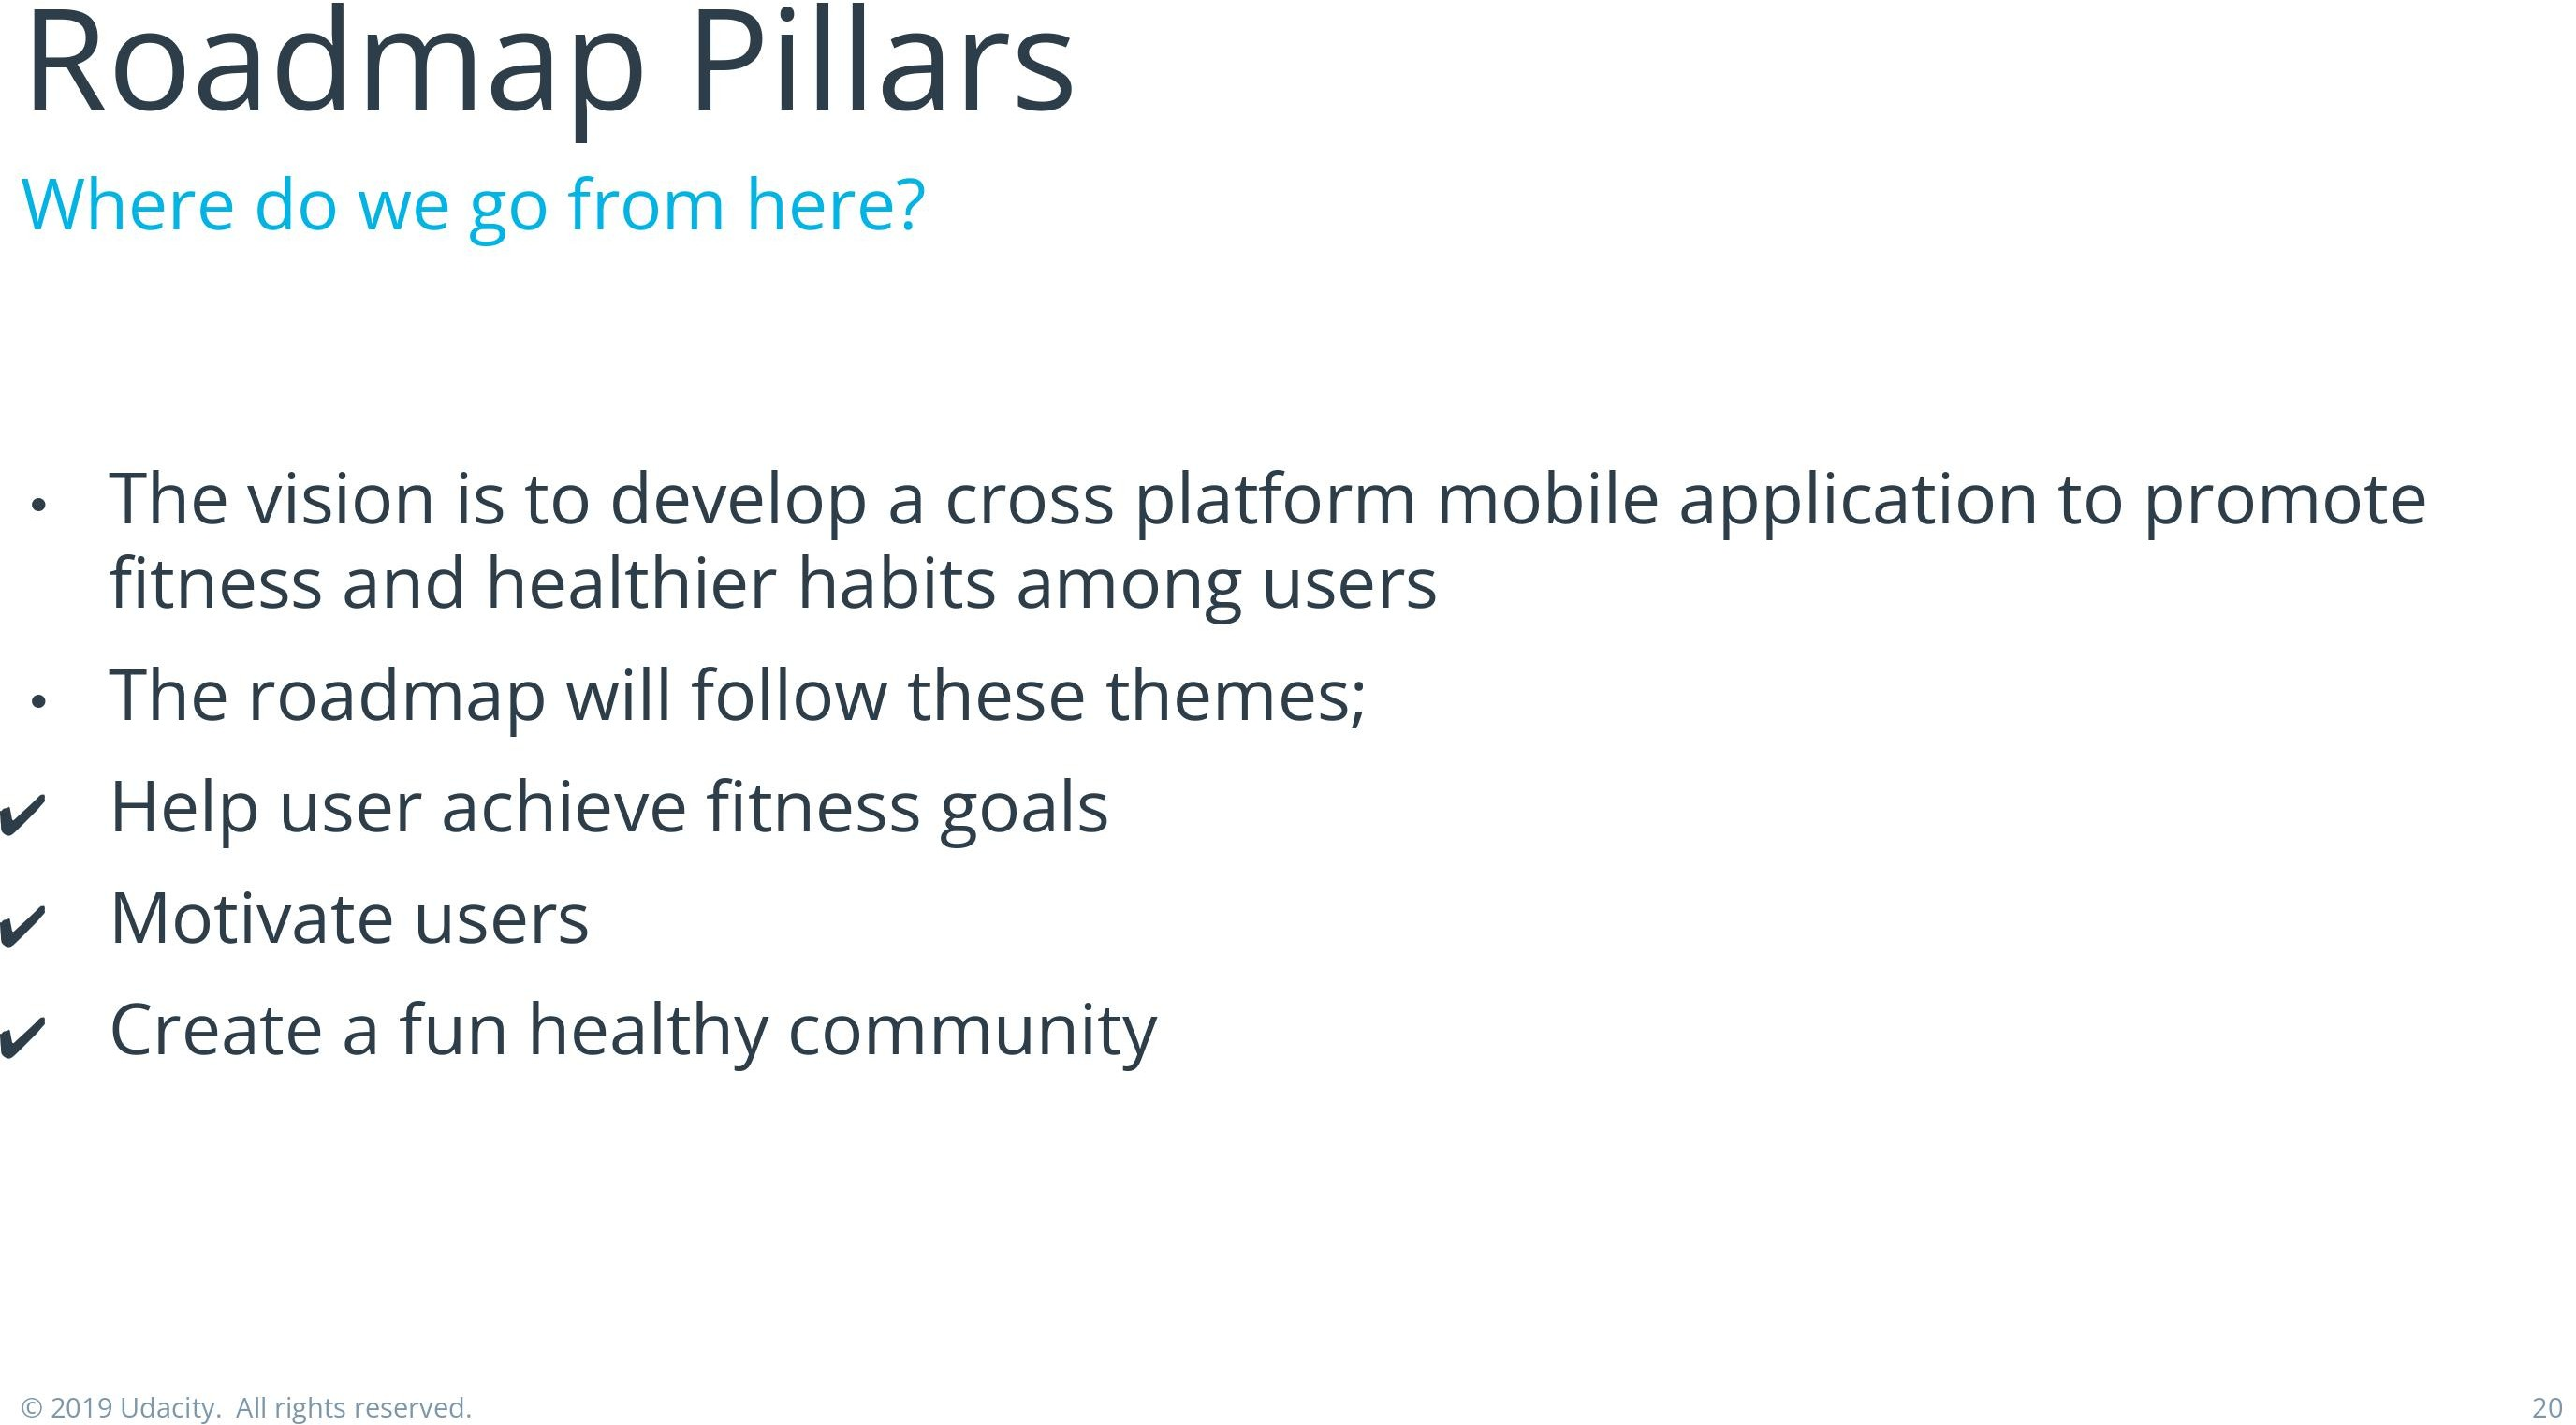 Roadmap Pillars
Where do we go from here?
• The vision is to develop a cross platform mobile application to promote
fitness and healthier habits among users
• The roadmap will follow these themes;
✔ Help user achieve fitness goals
✔ Motivate users
✔ Create a fun healthy community
© 2019 Udacity.  All rights reserved.
20